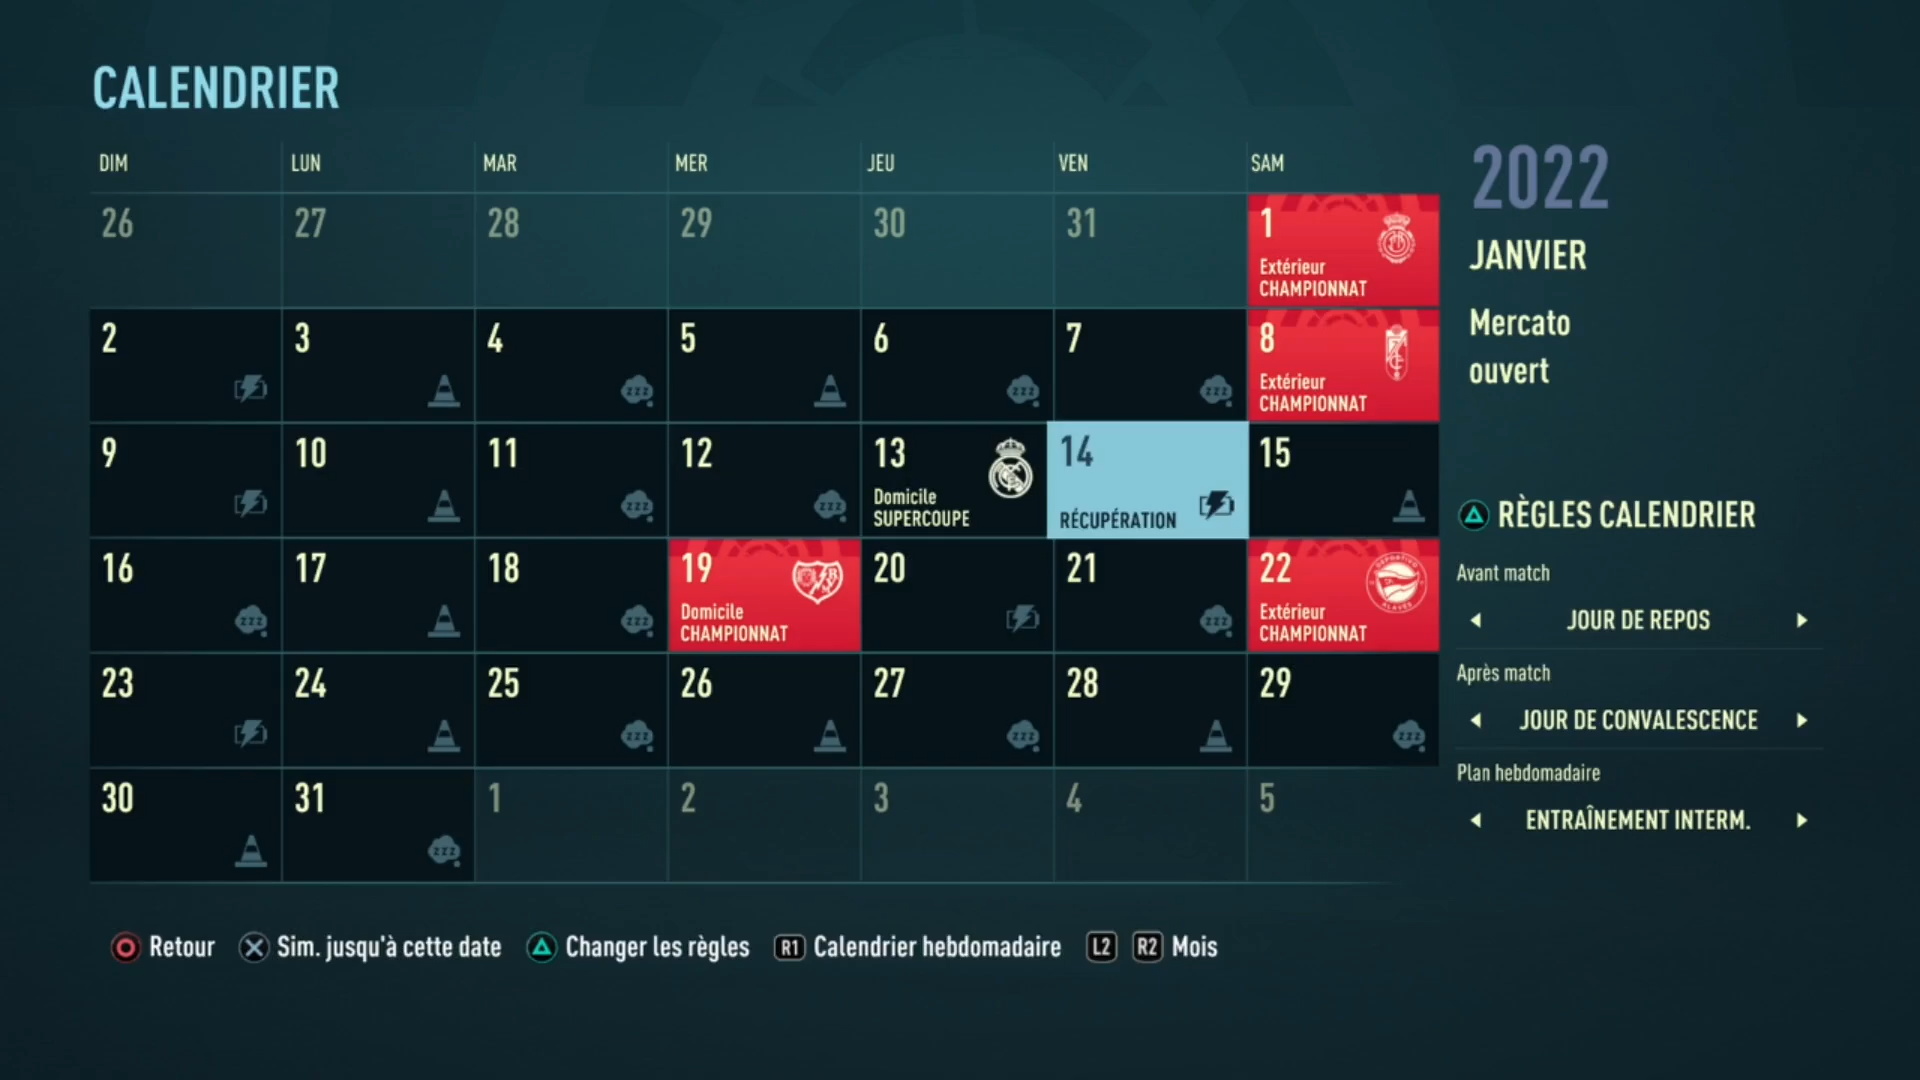 CALENDRIER
DIM LUN MAR MER JEU VEN SAM
26 27 28 29 30 31 1
Extérieur
CHAMPIONNAT
2 3 4 5 6 7 8
Extérieur
CHAMPIONNAT
9 10 11 12 13 14 15
Domicile
SUPERCOUPE
RÉCUPÉRATION
16 17 18 19 20 21 22
Domicile
CHAMPIONNAT
Extérieur
CHAMPIONNAT
23 24 25 26 27 28 29
30 31 1 2 3 4 5
2022
JANVIER
Mercato
ouvert
RÈGLES CALENDRIER
Avant match
JOUR DE REPOS
Après match
JOUR DE CONVALESCENCE
Plan hebdomadaire
ENTRAÎNEMENT INTERM.
Retour Sim. jusqu'à cette date Changer les règles R1 Calendrier hebdomadaire L2 R2 Mois